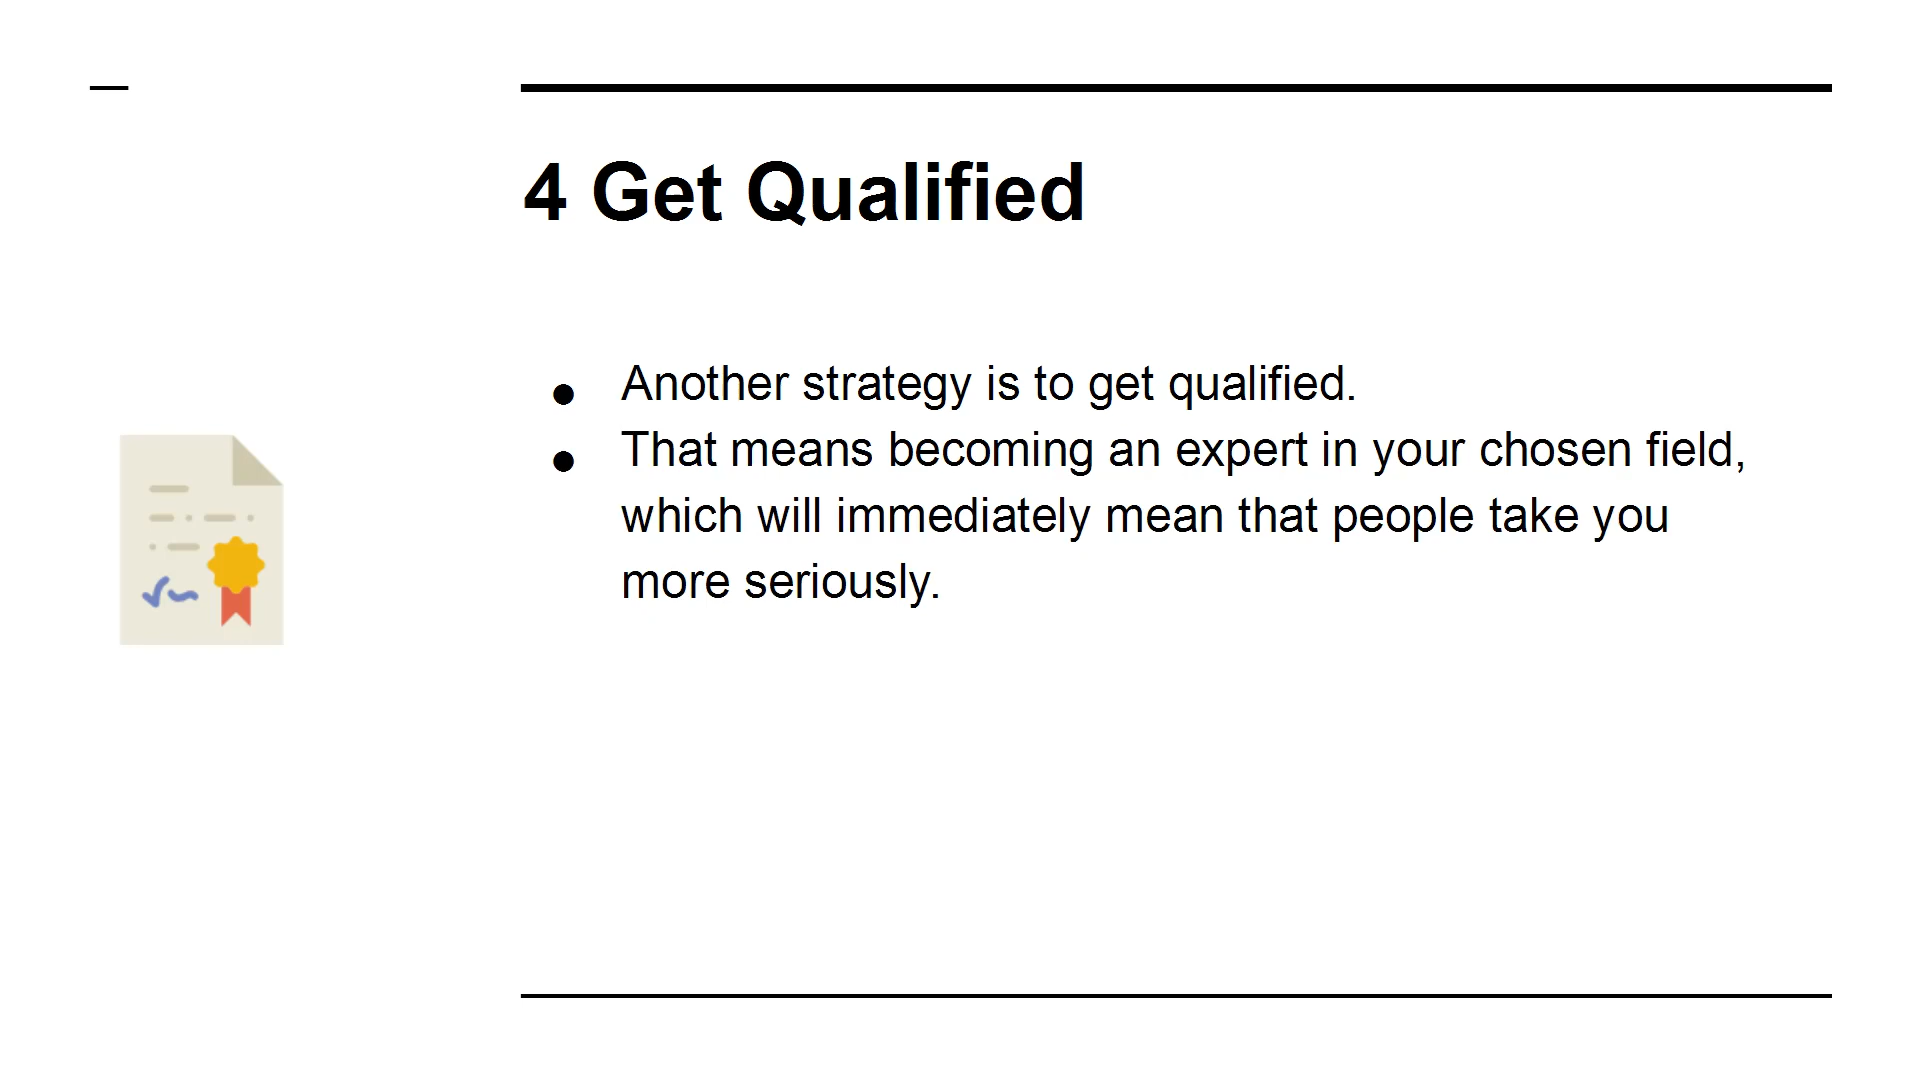 4 Get Qualified
● Another strategy is to get qualified.
● That means becoming an expert in your chosen field,
which will immediately mean that people take you
more seriously.